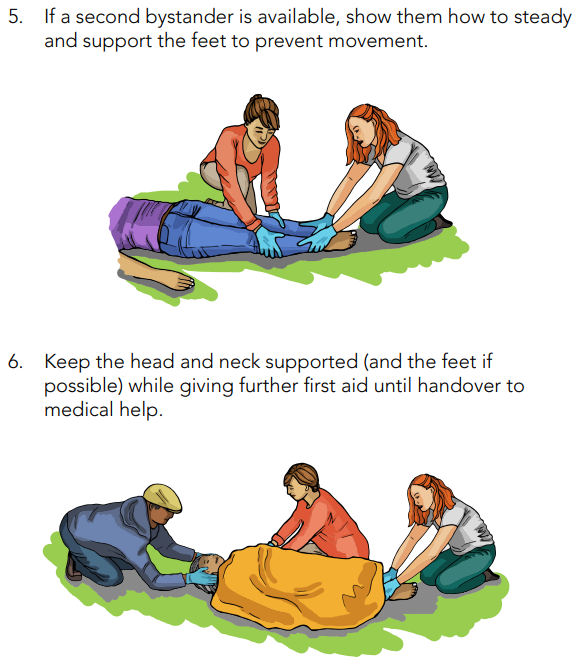 5. If a second bystander is available, show them how to steady
and support the feet to prevent movement.
6. Keep the head and neck supported (and the feet if
possible) while giving further first aid until handover to
medical help.